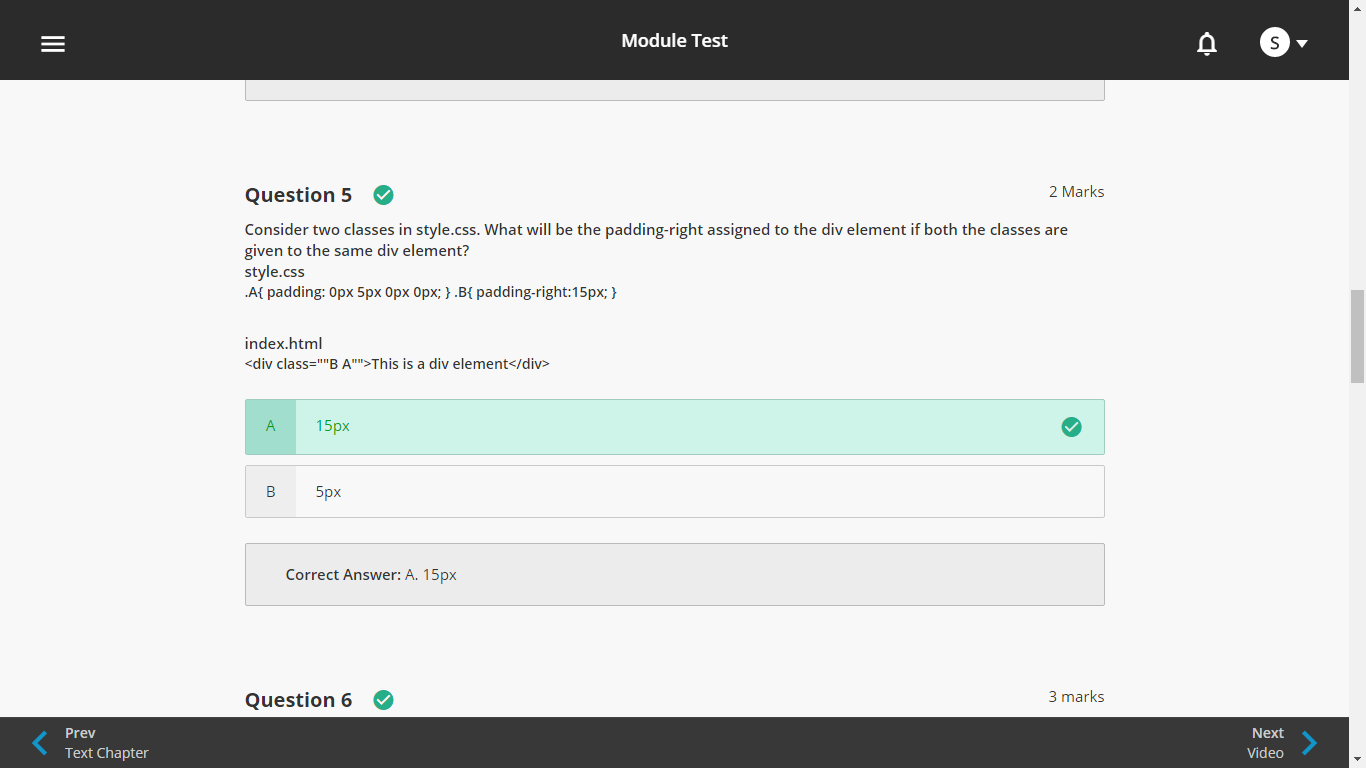 Module Test
S
Question 5
2 Marks
Consider two classes in style.css. What will be the padding-right assigned to the div element if both the classes are
given to the same div element?
style.css
.A{ padding: 0px 5px 0px 0px; } .B{ padding-right:15px; }
index.html
<div class=""B A"">This is a div element</div>
A
15px
B
5px
Correct Answer: A. 15px
Question 6
3 marks
Prev
Text Chapter
Next
Video